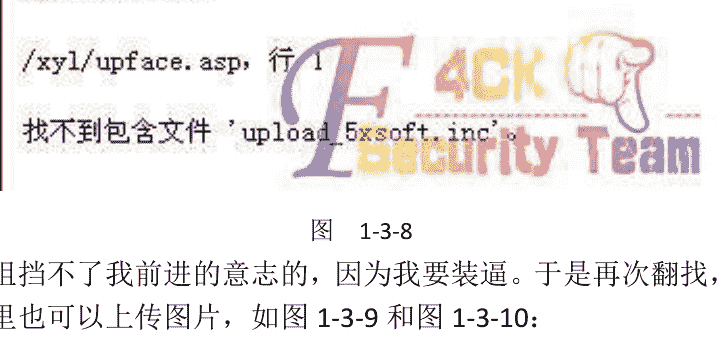 /xyl/upface.asp，行 1
找不到包含文件 'upload_5xsoft.inc'。
F 4CK
Security Team
图 1-3-8
阻挡不了我前进的意志的，因为我要装逼。于是再次翻找，
里也可以上传图片，如图 1-3-9 和图 1-3-10：